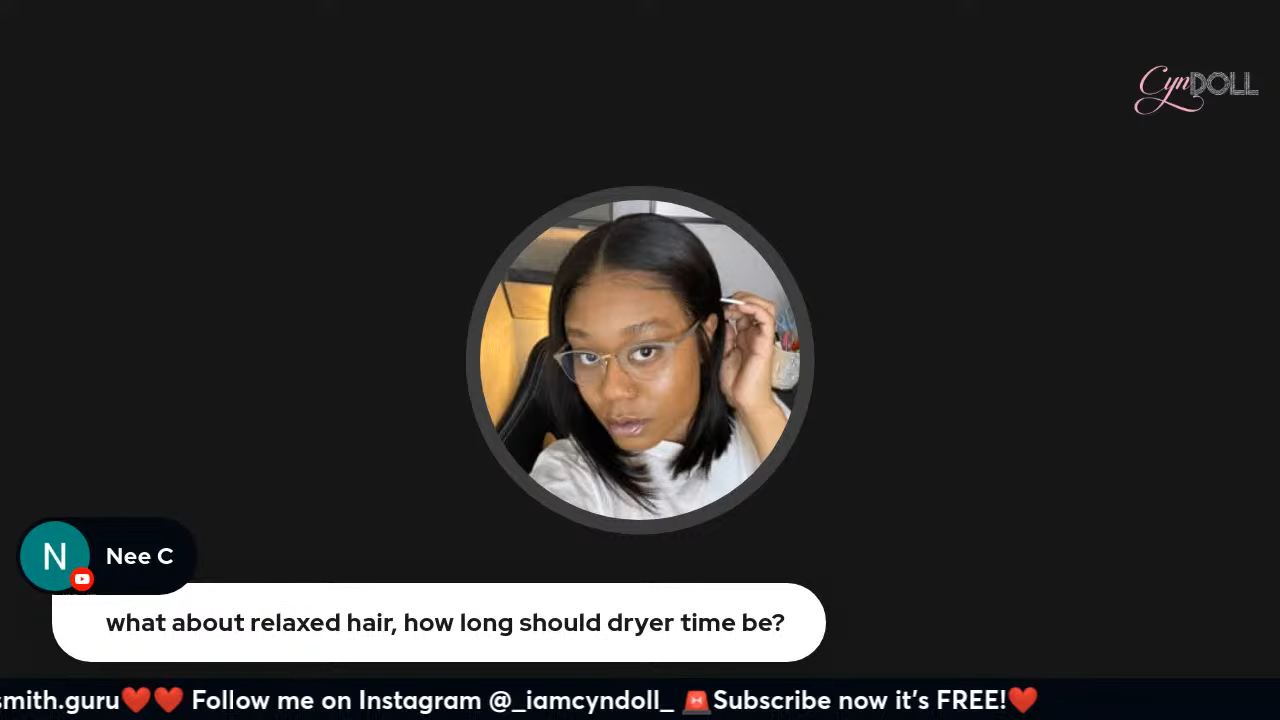 CynDOLL
Nee C
what about relaxed hair, how long should dryer time be?
smith.guru❤️❤️ Follow me on Instagram @_iamcyndoll_ 🚨Subscribe now it's FREE!❤️